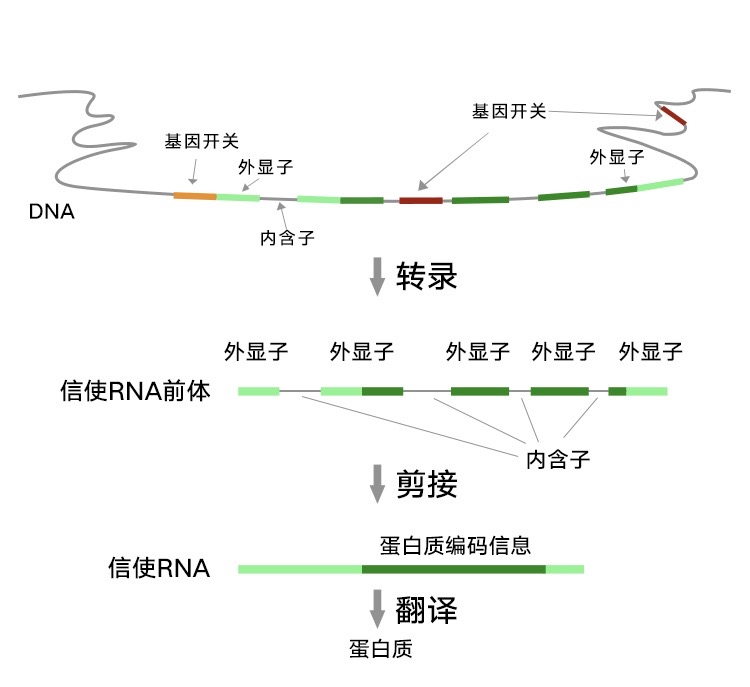 基因开关
基因开关
外显子
外显子
DNA
内含子
转录
外显子 外显子 外显子 外显子 外显子
信使RNA前体
内含子
剪接
蛋白质编码信息
信使RNA
翻译
蛋白质